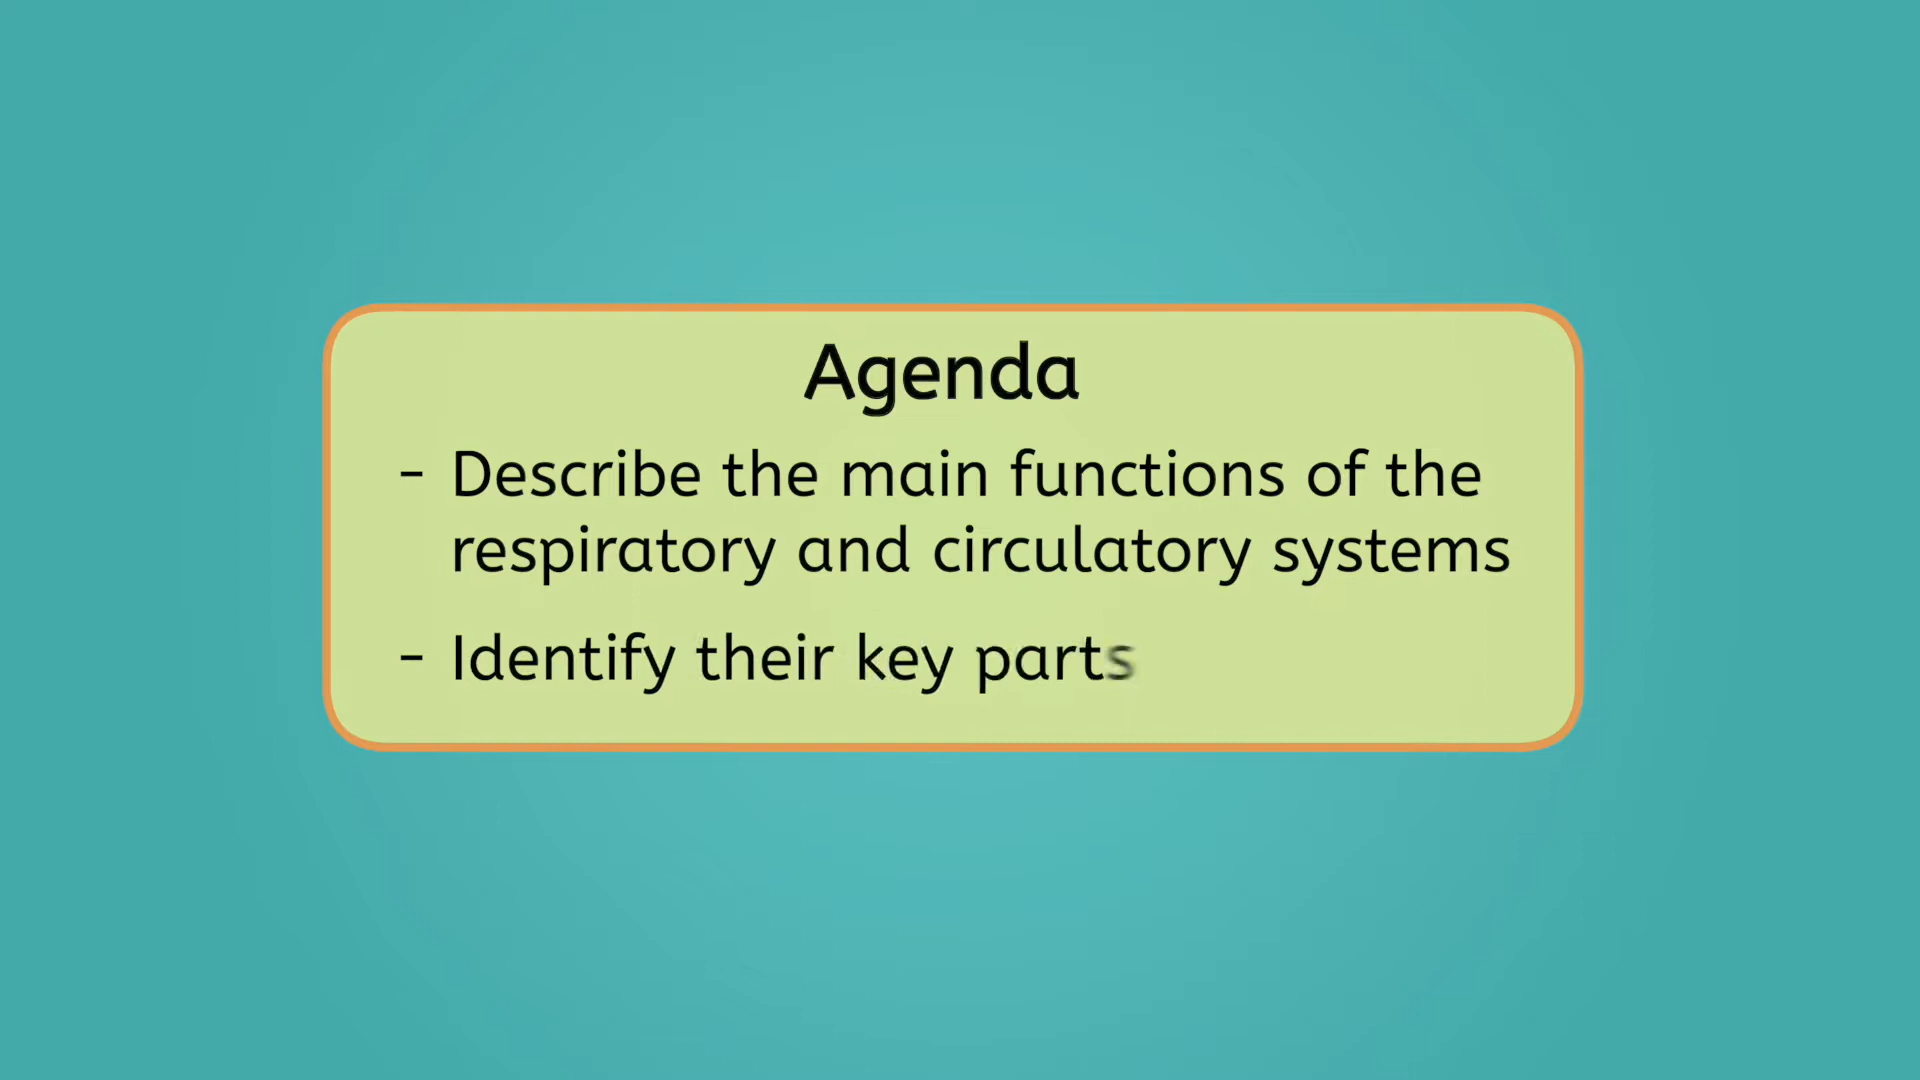 Agenda
- Describe the main functions of the
respiratory and circulatory systems
- Identify their key parts